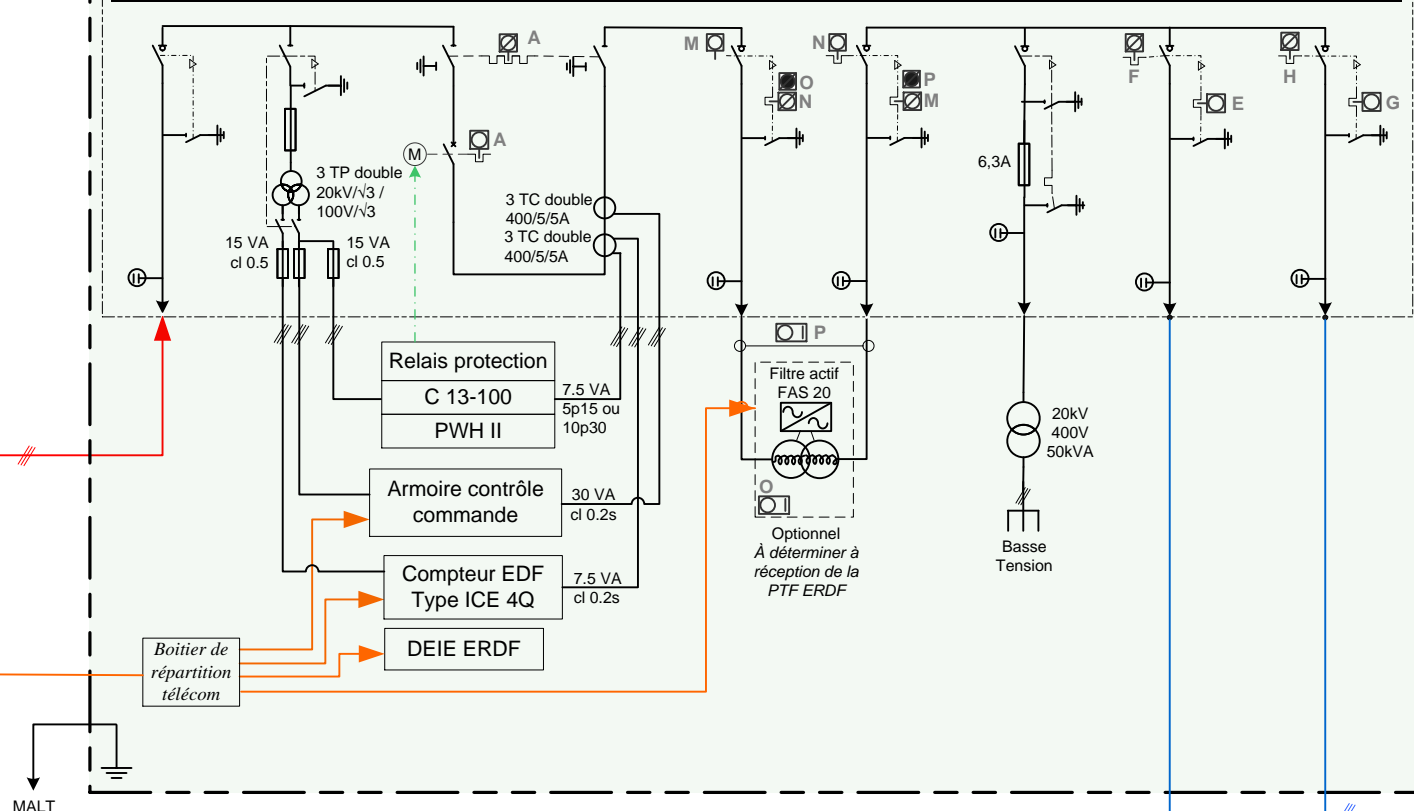 A
M
N
O
N
P
M
F
E
H
G
A
M
6,3A
3 TP double
20kV/√3 /
100V/√3
15 VA
cl 0.5
15 VA
cl 0.5
3 TC double
400/5/5A
3 TC double
400/5/5A
P
Relais protection
C 13-100
PWH II
7.5 VA
5p15 ou
10p30
Filtre actif
FAS 20
O
Optionnel
À déterminer à
réception de la
PTF ERDF
20kV
400V
50kVA
Basse
Tension
Armoire contrôle
commande
30 VA
cl 0.2s
Compteur EDF
Type ICE 4Q
7.5 VA
cl 0.2s
DEIE ERDF
Boitier de
répartition
télécom
MALT